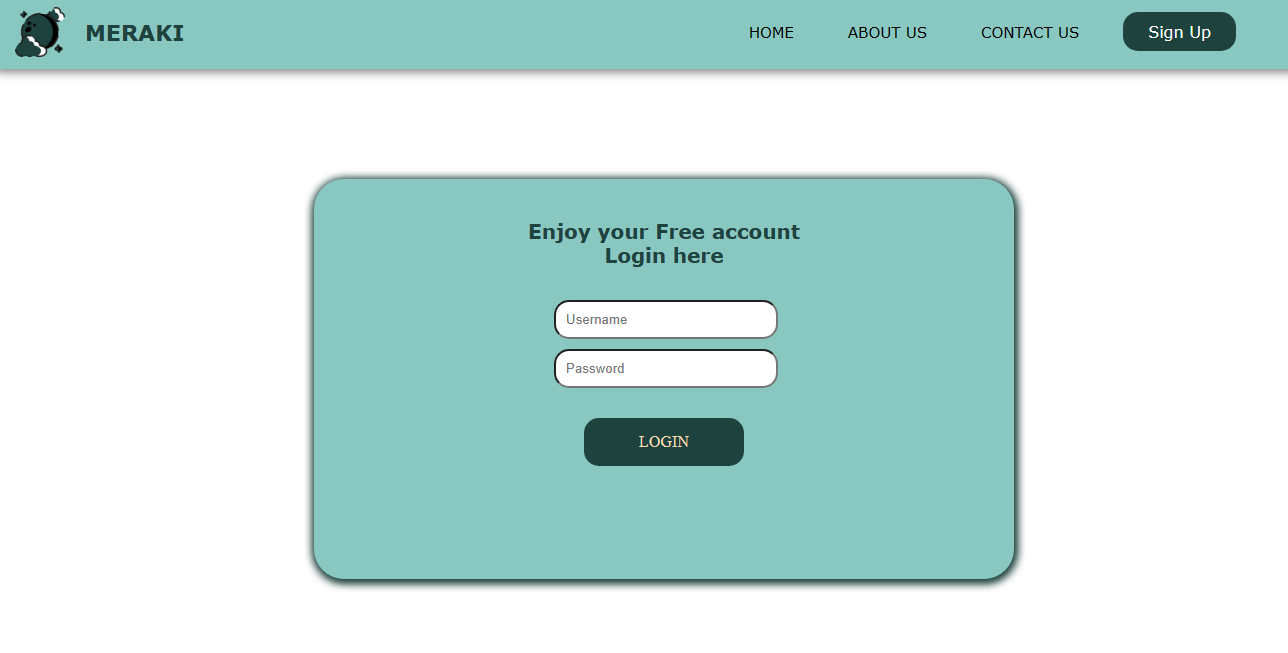 MERAKI
HOME
ABOUT US
CONTACT US
Sign Up
Enjoy your Free account
Login here
Username
Password
LOGIN